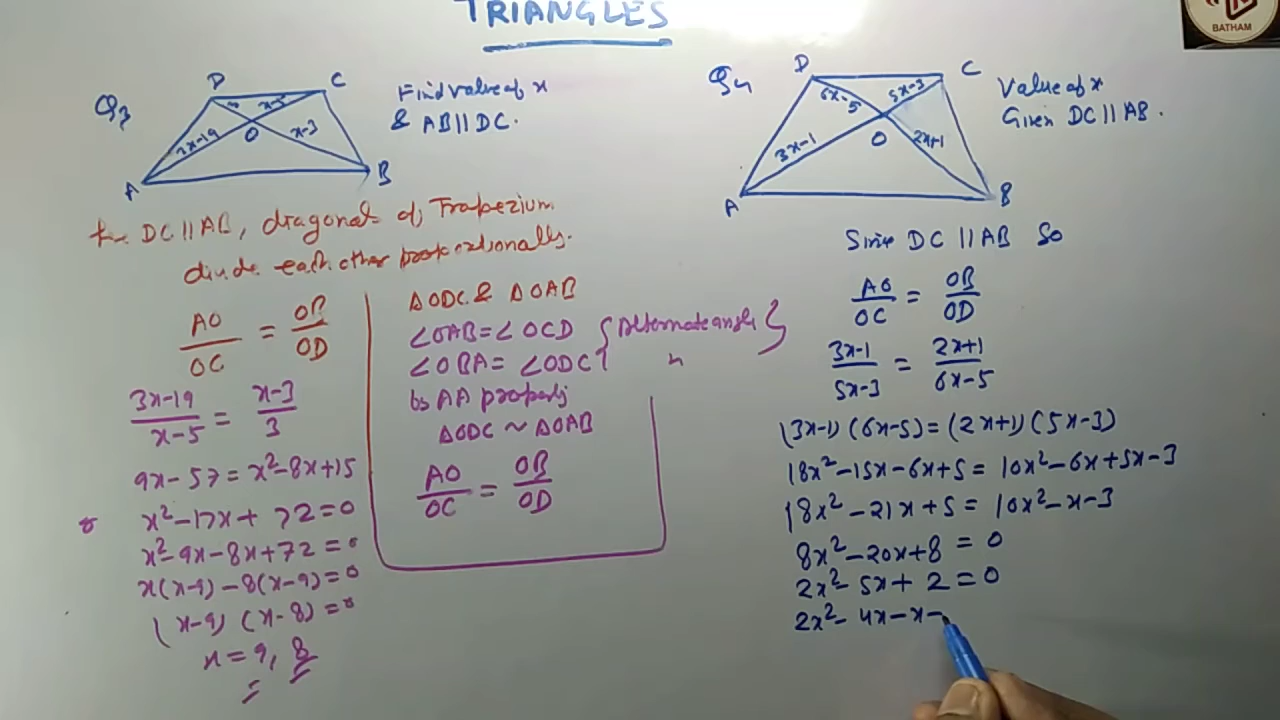 TRIANGLES
BATHAM
Q3
D
C
x-5
O
3x-19
x-3
A
B
Find value of x
& AB || DC.
DC || AB, diagonal of Trapezium
divide each other proportionally.
AO/OC = OB/OD
3x-19/x-5 = x-3/3
9x-57 = x²-8x+15
x²-17x+72=0
x²-9x-8x+72=0
x(x-9)-8(x-9)=0
(x-9) (x-8)=0
x = 9, 8
△ODC & △OAB
∠OAB=∠OCD { Alternate angle }
∠OBA=∠ODC } "
by AA property
△ODC ~ △OAB
AO/OC = OB/OD
Q4
D
C
6x-5
5x-3
O
3x-1
2x+1
A
B
Value of x
Given DC || AB.
Since DC || AB So
AO/OC = OB/OD
3x-1/5x-3 = 2x+1/6x-5
(3x-1) (6x-5) = (2x+1) (5x-3)
18x²-15x-6x+5 = 10x²-6x+5x-3
18x²-21x+5 = 10x²-x-3
8x²-20x+8 = 0
2x²-5x+2=0
2x²-4x-x-